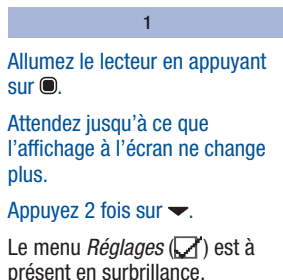 1
Allumez le lecteur en appuyant
sur .
Attendez jusqu'à ce que
l'affichage à l'écran ne change
plus.
Appuyez 2 fois sur .
Le menu Réglages () est à
présent en surbrillance.